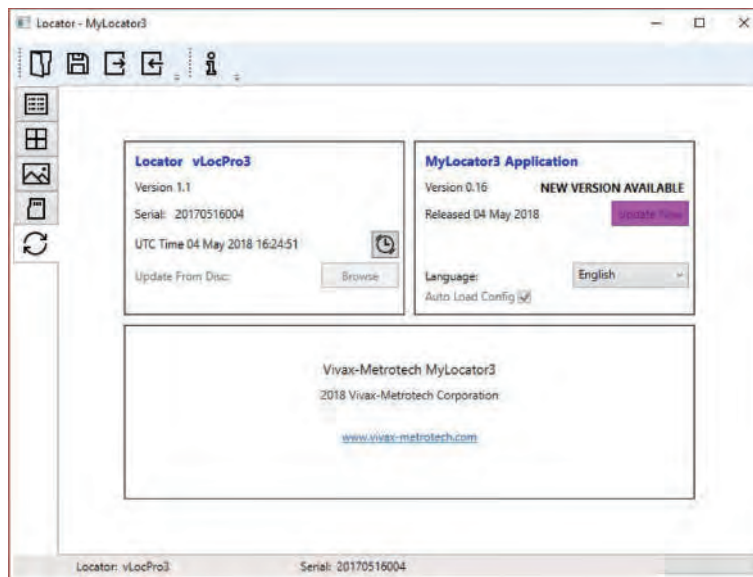 Locator - MyLocator3
Locator vLocPro3
Version 1.1
Serial: 20170516004
UTC Time 04 May 2018 16:24:51
Update From Disc:
Browse
MyLocator3 Application
Version 0.16
NEW VERSION AVAILABLE
Released 04 May 2018
Update Now
Language:
English
Auto Load Config
Vivax-Metrotech MyLocator3
2018 Vivax-Metrotech Corporation
www.vivax-metrotech.com
Locator: vLocPro3
Serial: 20170516004